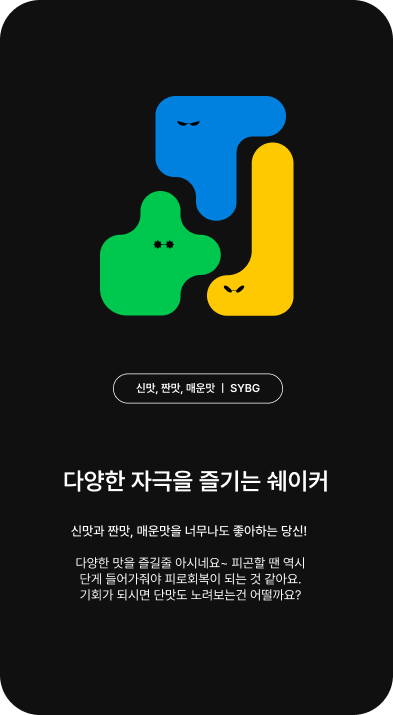 신맛, 짠맛, 매운맛 ㅣ SYBG
다양한 자극을 즐기는 쉐이커
신맛과 짠맛, 매운맛을 너무나도 좋아하는 당신!
다양한 맛을 즐길줄 아시네요~ 피곤할 땐 역시
단게 들어가줘야 피로회복이 되는 것 같아요.
기회가 되시면 단맛도 노려보는건 어떨까요?